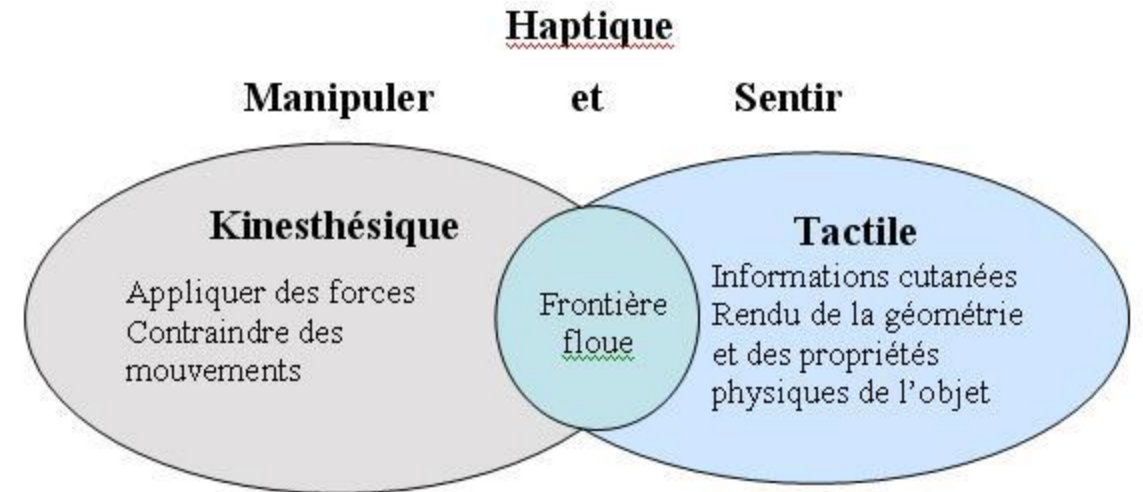 Haptique
Manipuler et Sentir
Kinesthésique
Appliquer des forces
Contraindre des
mouvements
Frontière
floue
Tactile
Informations cutanées
Rendu de la géométrie
et des propriétés
physiques de l'objet